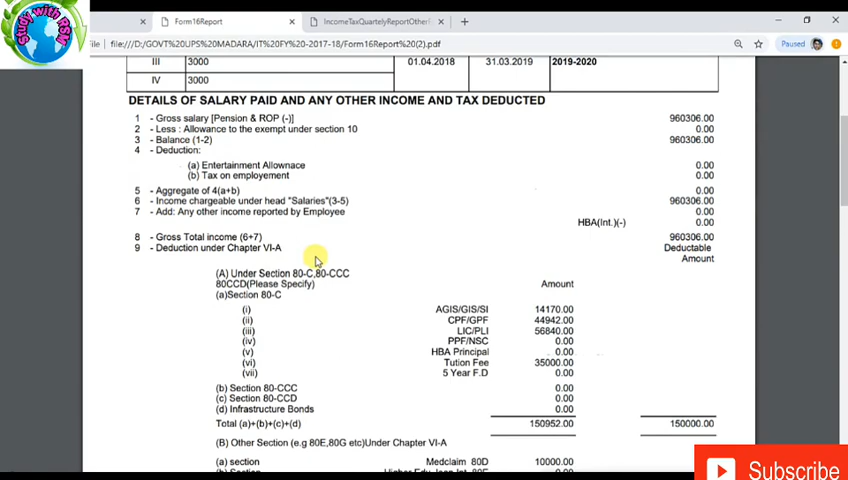 Study with RSM
Form16Report
IncomeTaxQuartelyReportOtherF
File
file:///D:/GOVT%20UPS%20MADARA/IT%20FY%20-2017-18/Form16Report%20(2).pdf
Paused
III 3000 01.04.2018 31.03.2019 2019-2020
IV 3000
DETAILS OF SALARY PAID AND ANY OTHER INCOME AND TAX DEDUCTED
1 - Gross salary [Pension & ROP (-)] 960306.00
2 - Less : Allowance to the exempt under section 10 0.00
3 - Balance (1-2) 960306.00
4 - Deduction:
(a) Entertainment Allownace 0.00
(b) Tax on employement 0.00
5 - Aggregate of 4(a+b) 0.00
6 - Income chargeable under head "Salaries"(3-5) 960306.00
7 - Add: Any other income reported by Employee 0.00
HBA(Int.)(-) 0.00
8 - Gross Total income (6+7) 960306.00
9 - Deduction under Chapter VI-A Deductable
Amount
(A) Under Section 80-C,80-CCC
80CCD(Please Specify) Amount
(a)Section 80-C
(i) AGIS/GIS/SI 14170.00
(ii) CPF/GPF 44942.00
(iii) LIC/PLI 56840.00
(iv) PPF/NSC 0.00
(v) HBA Principal 0.00
(vi) Tution Fee 35000.00
(vii) 5 Year F.D 0.00
(b) Section 80-CCC 0.00
(c) Section 80-CCD 0.00
(d) Infrastructure Bonds 0.00
Total (a)+(b)+(c)+(d) 150952.00 150000.00
(B) Other Section (e.g 80E,80G etc)Under Chapter VI-A
(a) section Medclaim 80D 10000.00
Subscribe